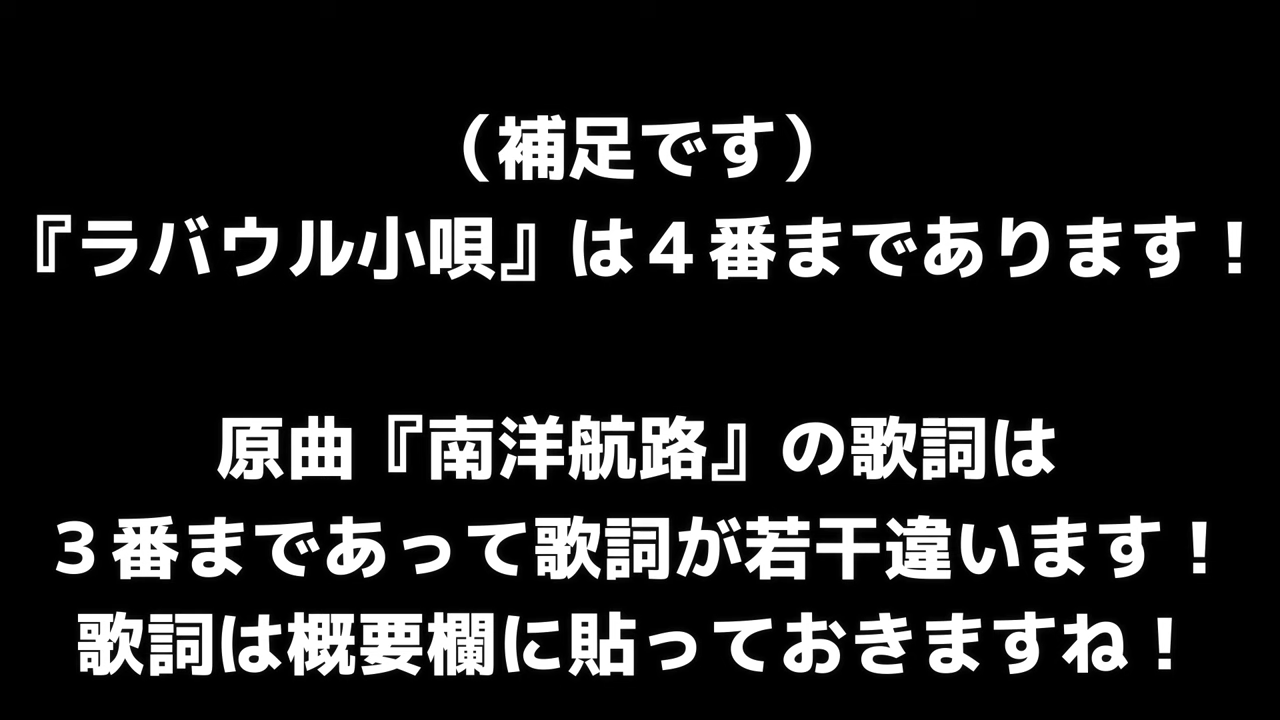 （補足です）
『ラバウル小唄』は４番まであります！
原曲『南洋航路』の歌詞は
３番まであって歌詞が若干違います！
歌詞は概要欄に貼っておきますね！